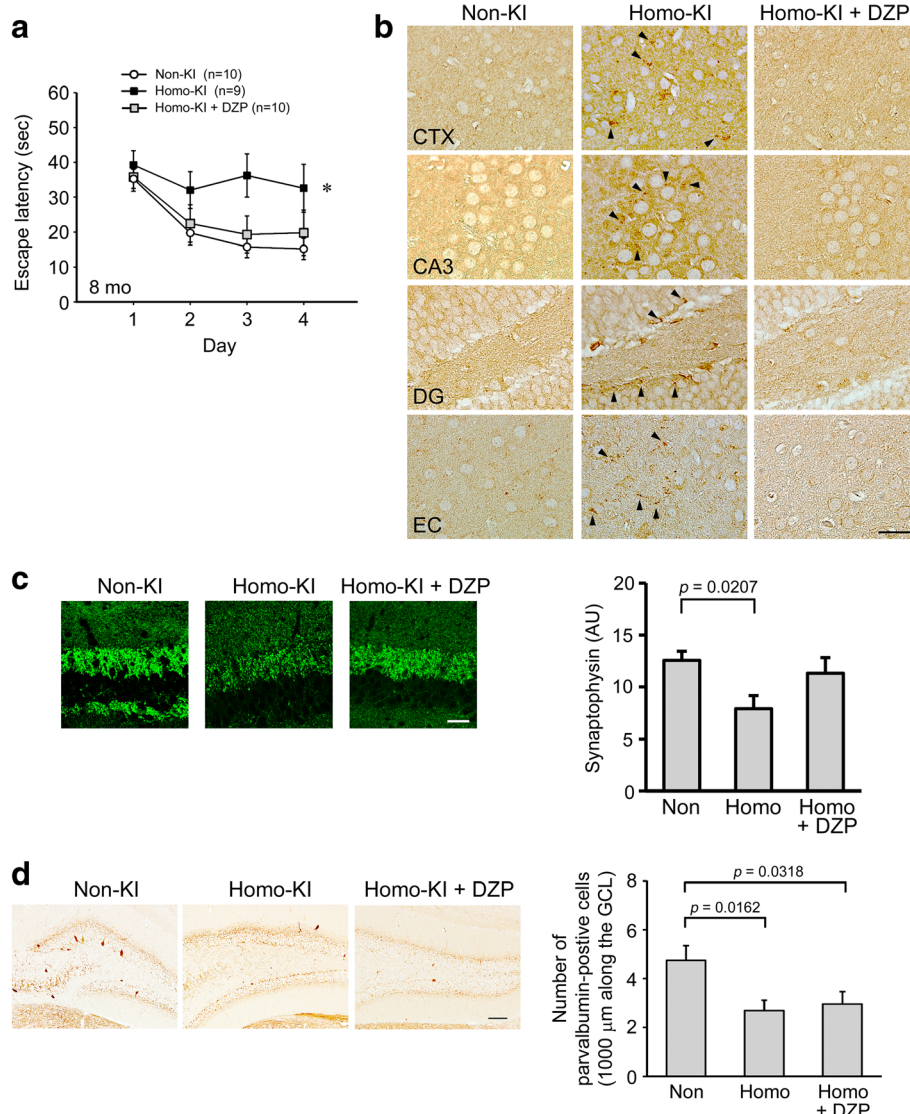 a
Non-KI (n=10)
Homo-KI (n=9)
Homo-KI + DZP (n=10)
Escape latency (sec)
60
50
40
30
20
10
0
*
8 mo
1 2 3 4
Day
b
Non-KI Homo-KI Homo-KI + DZP
CTX
CA3
DG
EC
c
Non-KI Homo-KI Homo-KI + DZP
Synaptophysin (AU)
20
15
10
5
0
p = 0.0207
Non Homo Homo
+ DZP
d
Non-KI Homo-KI Homo-KI + DZP
Number of
parvalbumin-postive cells
(1000 μm along the GCL)
8
6
4
2
0
p = 0.0318
p = 0.0162
Non Homo Homo
+ DZP